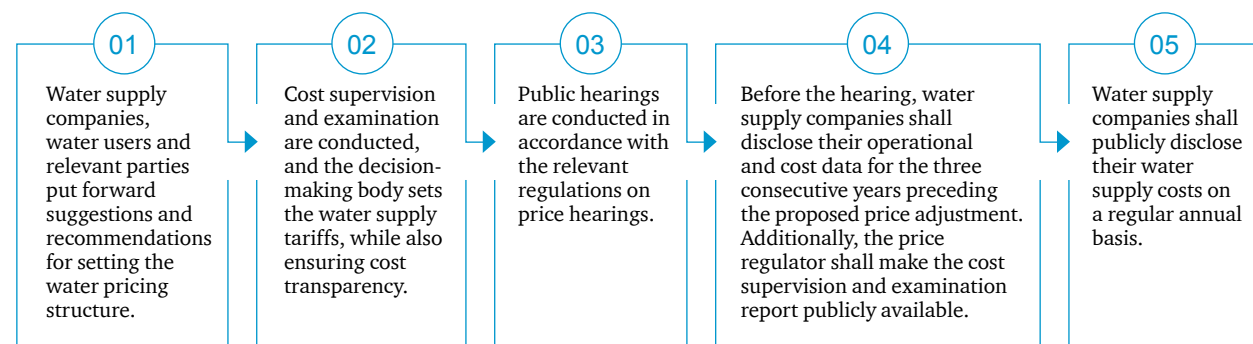 01
Water supply
companies,
water users and
relevant parties
put forward
suggestions and
recommendations
for setting the
water pricing
structure.
02
Cost supervision
and examination
are conducted,
and the decision-
making body sets
the water supply
tariffs, while also
ensuring cost
transparency.
03
Public hearings
are conducted in
accordance with
the relevant
regulations on
price hearings.
04
Before the hearing, water
supply companies shall
disclose their operational
and cost data for the three
consecutive years preceding
the proposed price adjustment.
Additionally, the price
regulator shall make the cost
supervision and examination
report publicly available.
05
Water supply
companies shall
publicly disclose
their water
supply costs on
a regular annual
basis.